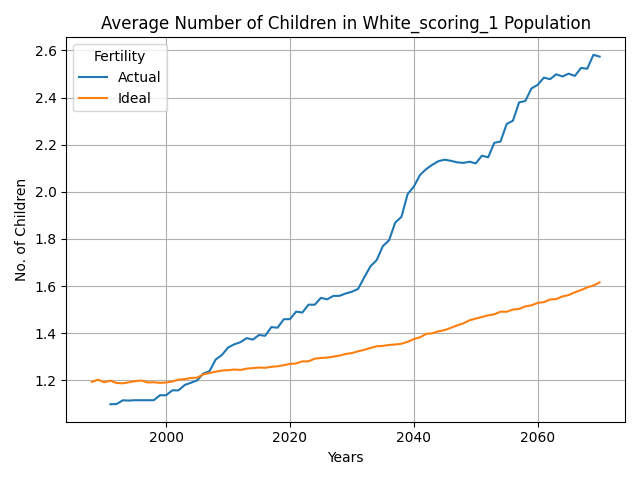 Average Number of Children in White_scoring_1 Population
Fertility
Actual
Ideal
No. of Children
2.6
2.4
2.2
2.0
1.8
1.6
1.4
1.2
2000 2020 2040 2060
Years